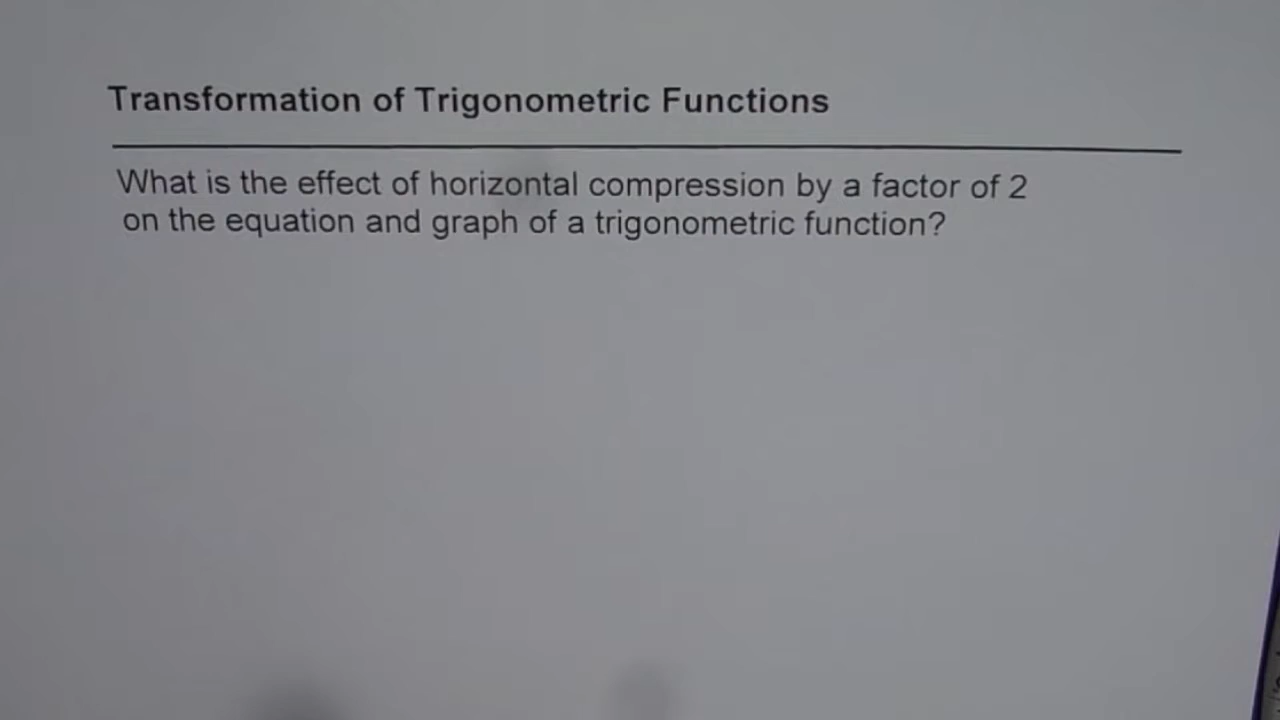 Transformation of Trigonometric Functions
What is the effect of horizontal compression by a factor of 2
on the equation and graph of a trigonometric function?